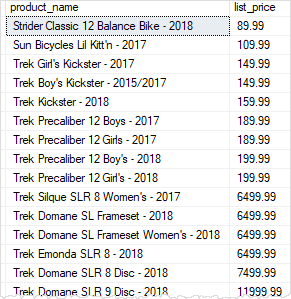 product_name list_price
Strider Classic 12 Balance Bike - 2018 89.99
Sun Bicycles Lil Kitt'n - 2017 109.99
Trek Girl's Kickster - 2017 149.99
Trek Boy's Kickster - 2015/2017 149.99
Trek Kickster - 2018 159.99
Trek Precaliber 12 Boys - 2017 189.99
Trek Precaliber 12 Girls - 2017 189.99
Trek Precaliber 12 Boy's - 2018 199.99
Trek Precaliber 12 Girl's - 2018 199.99
Trek Silque SLR 8 Women's - 2017 6499.99
Trek Domane SL Frameset - 2018 6499.99
Trek Domane SL Frameset Women's - 2018 6499.99
Trek Emonda SLR 8 - 2018 6499.99
Trek Domane SLR 8 Disc - 2018 7499.99
Trek Domane SLR 9 Disc - 2018 11999.99